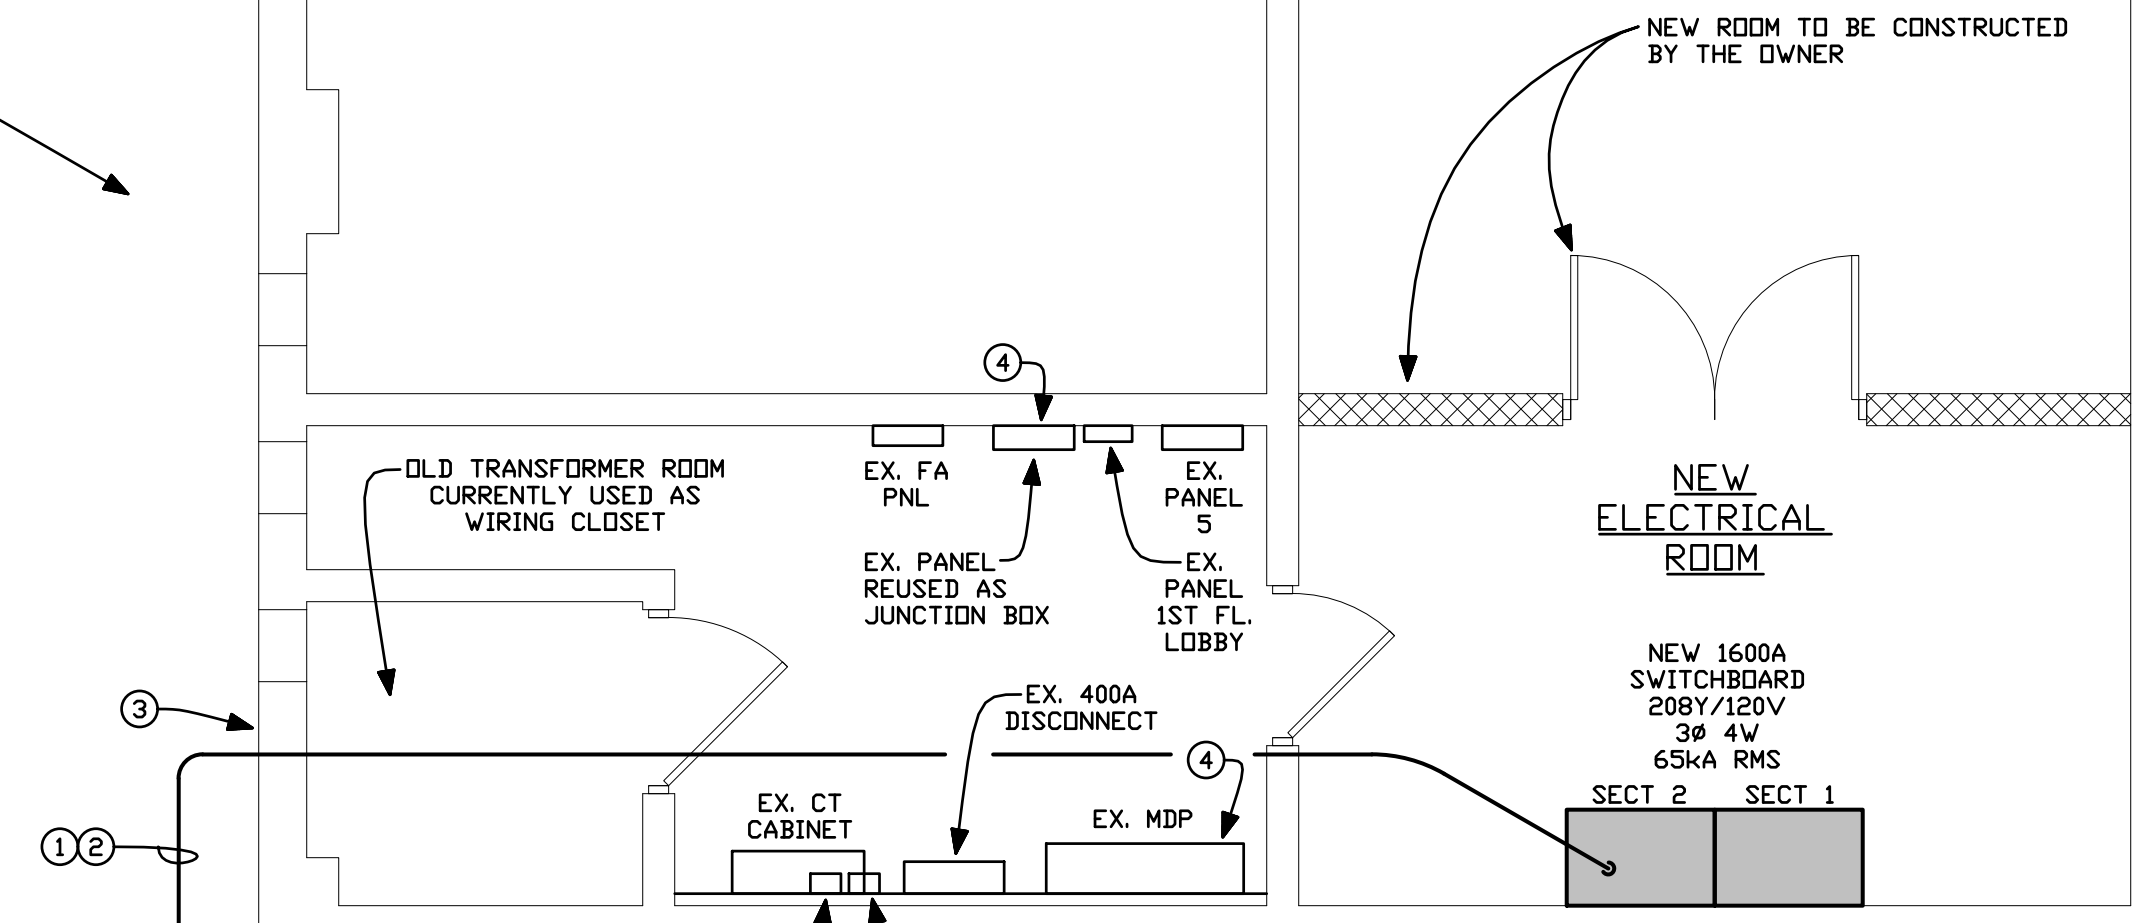 NEW ROOM TO BE CONSTRUCTED
BY THE OWNER
4
OLD TRANSFORMER ROOM
CURRENTLY USED AS
WIRING CLOSET
EX. FA
PNL
EX.
PANEL
5
EX. PANEL
REUSED AS
JUNCTION BOX
EX.
PANEL
1ST FL.
LOBBY
NEW
ELECTRICAL
ROOM
NEW 1600A
SWITCHBOARD
208Y/120V
3ø 4W
65kA RMS
SECT 2 SECT 1
3
EX. 400A
DISCONNECT
4
EX. CT
CABINET
EX. MDP
1 2